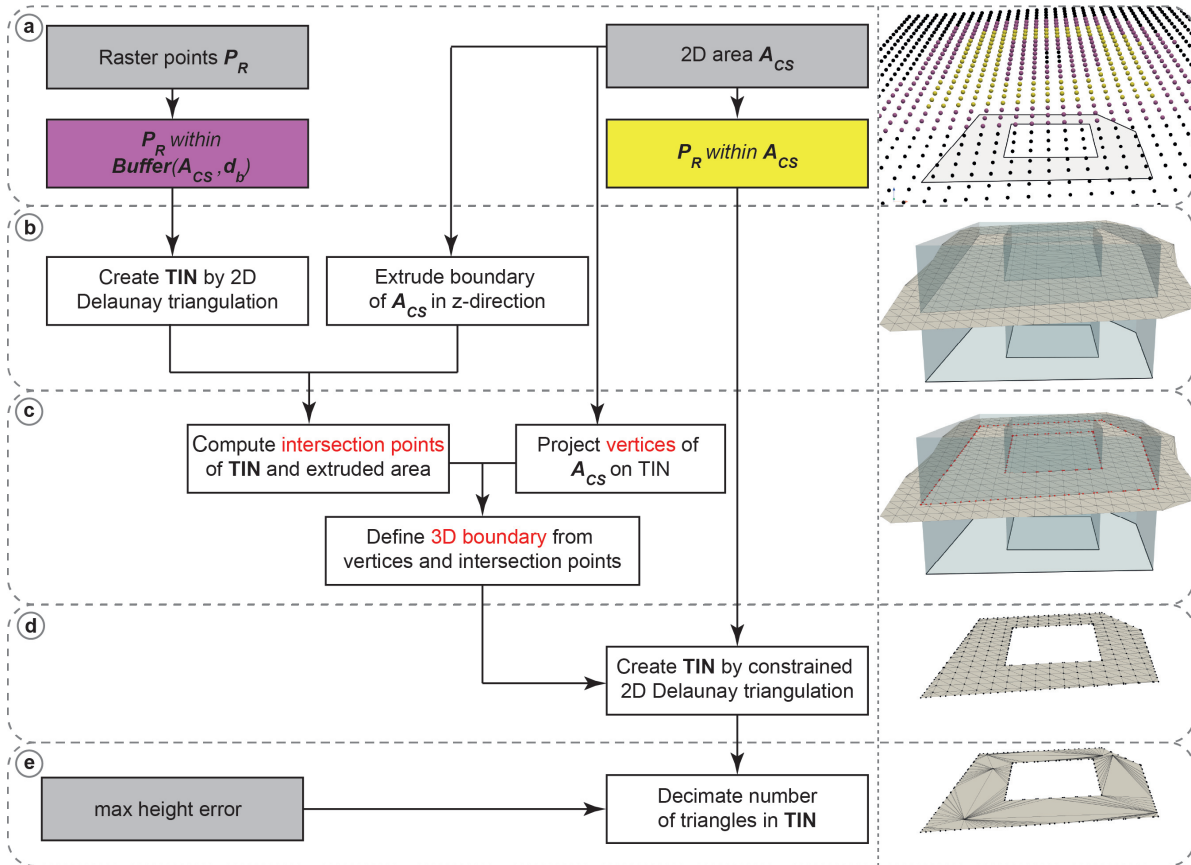 a
Raster points P_R
2D area A_CS
P_R within
Buffer(A_CS, d_b)
P_R within A_CS
b
Create TIN by 2D
Delaunay triangulation
Extrude boundary
of A_CS in z-direction
c
Compute intersection points
of TIN and extruded area
Project vertices of
A_CS on TIN
Define 3D boundary from
vertices and intersection points
d
Create TIN by constrained
2D Delaunay triangulation
e
max height error
Decimate number
of triangles in TIN